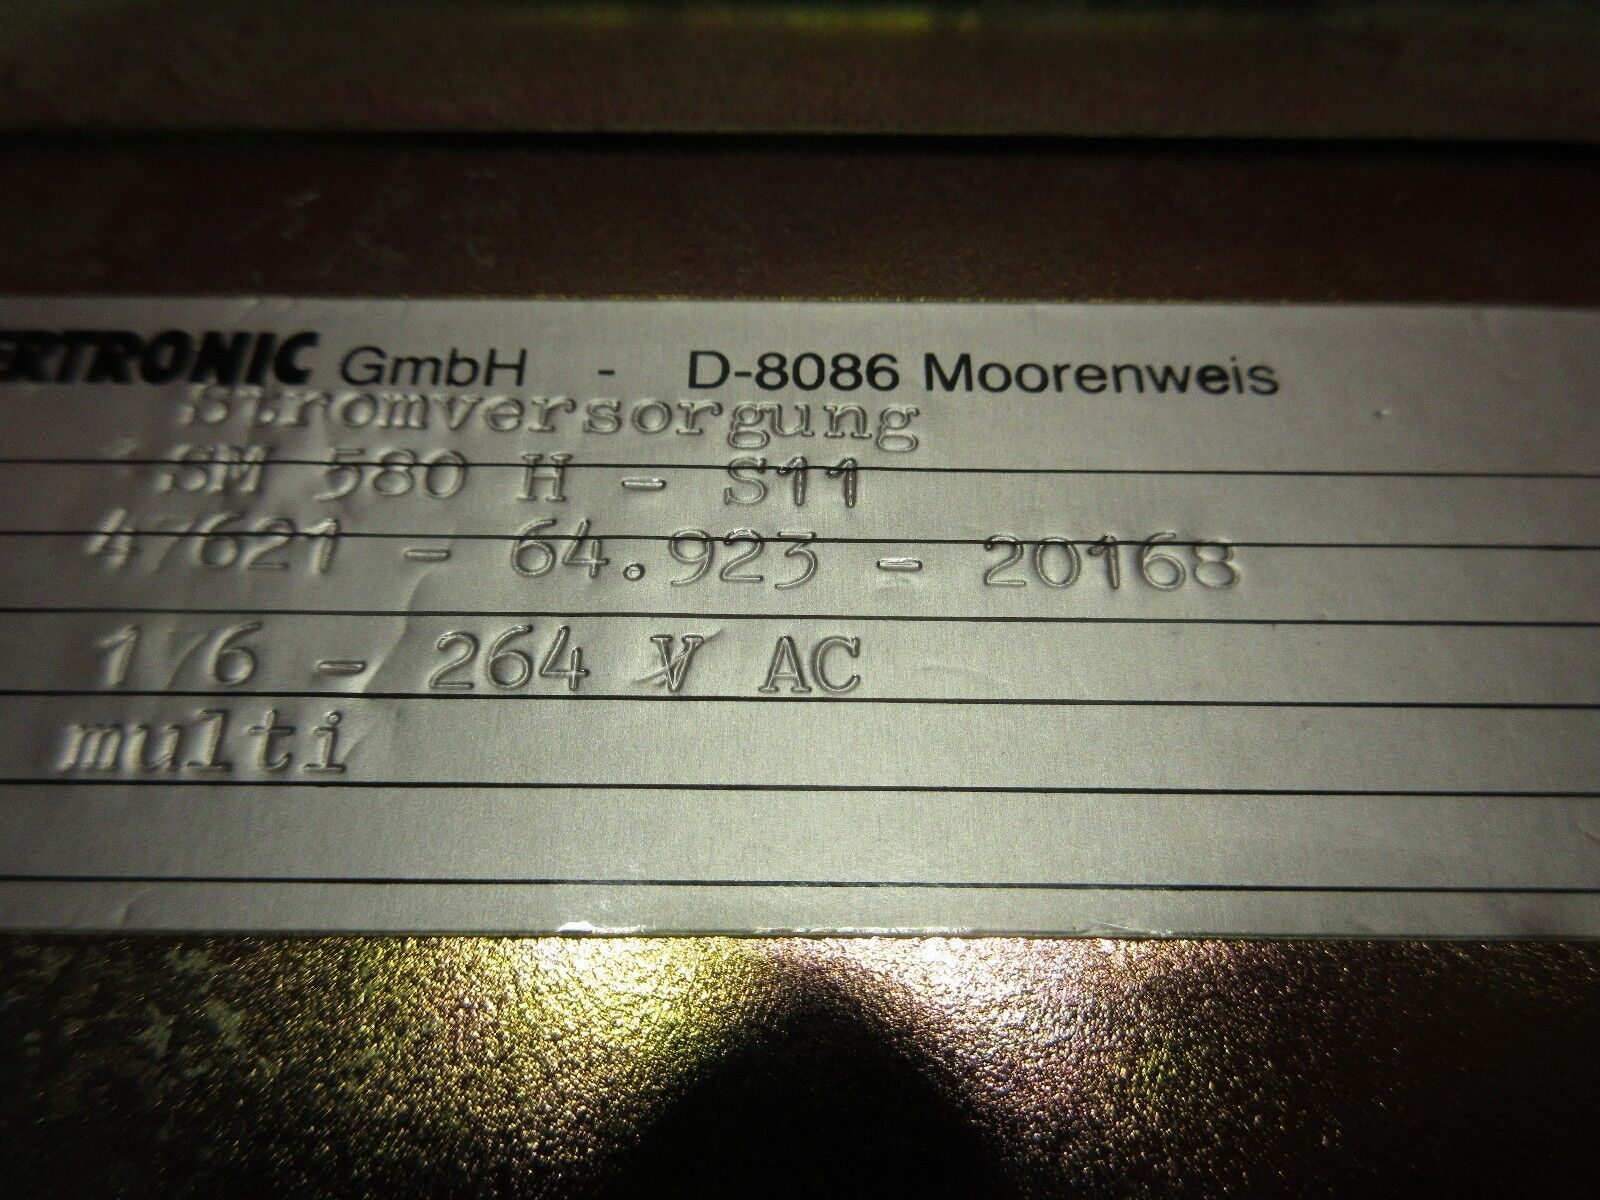 ERTRONIC GmbH - D-8086 Moorenweis
Stromversorgung
SM 580 H - S11
47621 - 64.923 - 20168
176 - 264 V AC
multi